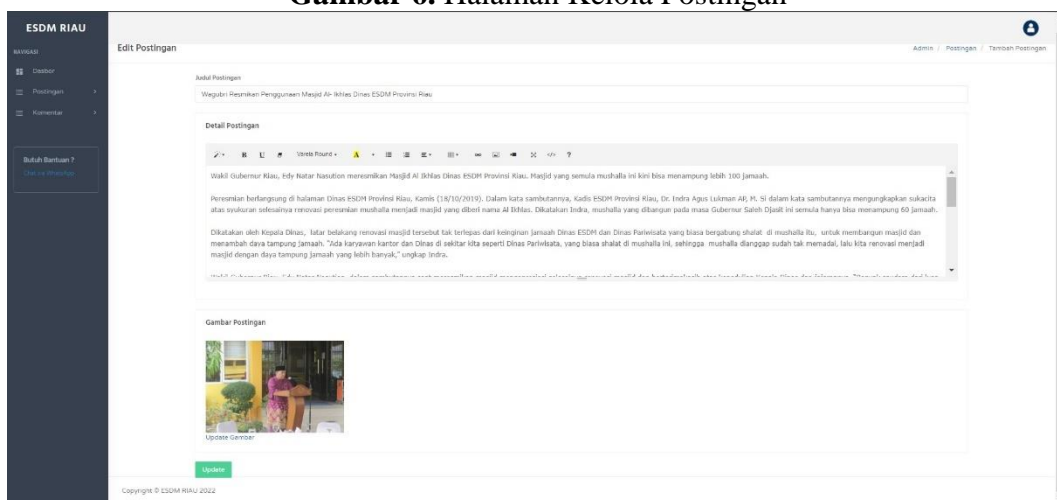 Gambar 6. Halaman Kelola Postingan
ESDM RIAU
NAVIGASI
Dasbor
Postingan
Komentar
Butuh Bantuan ?
Chat via WhatsApp
Edit Postingan
Admin / Postingan / Tambah Postingan
Judul Postingan
Wagubri Resmikan Penggunaan Masjid Al- Ikhlas Dinas ESDM Provinsi Riau
Detail Postingan
B U Varela Round A </> ?
Wakil Gubernur Riau, Edy Natar Nasution meresmikan Masjid Al Ikhlas Dinas ESDM Provinsi Riau. Masjid yang semula mushalla ini kini bisa menampung lebih 100 jamaah.
Peresmian berlangsung di halaman Dinas ESDM Provinsi Riau, Kamis (18/10/2019). Dalam kata sambutannya, Kadis ESDM Provinsi Riau, Dr. Indra Agus Lukman AP, M. Si dalam kata sambutannya mengungkapkan sukacita
atas syukuran selesainya renovasi peresmian mushalla menjadi masjid yang diberi nama Al Ikhlas. Dikatakan Indra, mushalla yang dibangun pada masa Gubernur Saleh Djasit ini semula hanya bisa menampung 60 jamaah.
Dikatakan oleh Kepala Dinas, latar belakang renovasi masjid tersebut tak terlepas dari keinginan jamaah Dinas ESDM dan Dinas Pariwisata yang biasa bergabung shalat di mushalla itu, untuk membangun masjid dan
menambah daya tampung jamaah. "Ada karyawan kantor dan Dinas di sekitar kita seperti Dinas Pariwisata, yang biasa shalat di mushalla ini, sehingga mushalla dianggap sudah tak memadai, lalu kita renovasi menjadi
masjid dengan daya tampung jamaah yang lebih banyak," ungkap Indra.
Gambar Postingan
Update Gambar
Update
Copyright © ESDM RIAU 2022